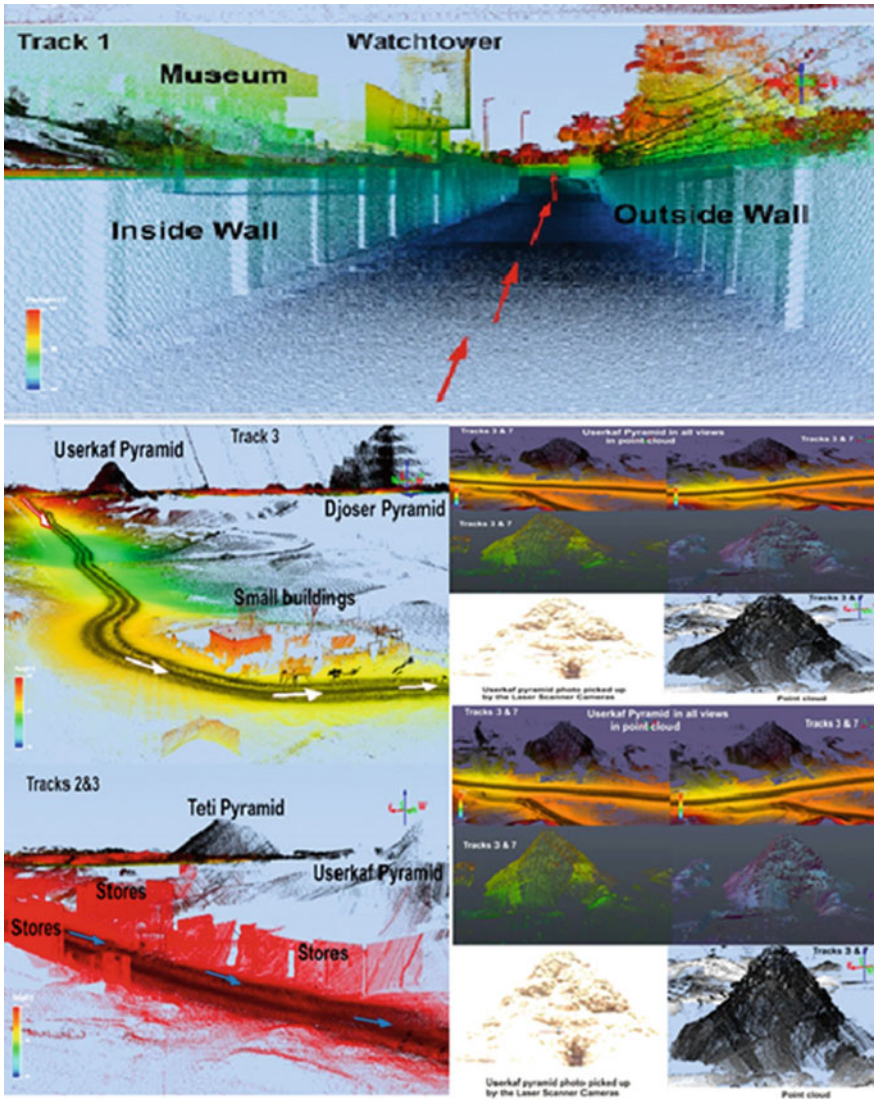 Track 1
Watchtower
Museum
Inside Wall
Outside Wall
Track 3
Userkaf Pyramid
Djoser Pyramid
Small buildings
Tracks 2&3
Teti Pyramid
Userkaf Pyramid
Stores
Stores
Stores
Tracks 3 & 7
Userkaf Pyramid in all views
in point cloud
Tracks 3 & 7
Tracks 3 & 7
Tracks 3 &
Userkaf pyramid photo picked up
by the Laser Scanner Cameras
Point cloud
Tracks 3 & 7
Userkaf Pyramid in all views
in point cloud
Tracks 3 & 7
Tracks 3 & 7
Tracks 3 &
Userkaf pyramid photo picked up
by the Laser Scanner Cameras
Point cloud